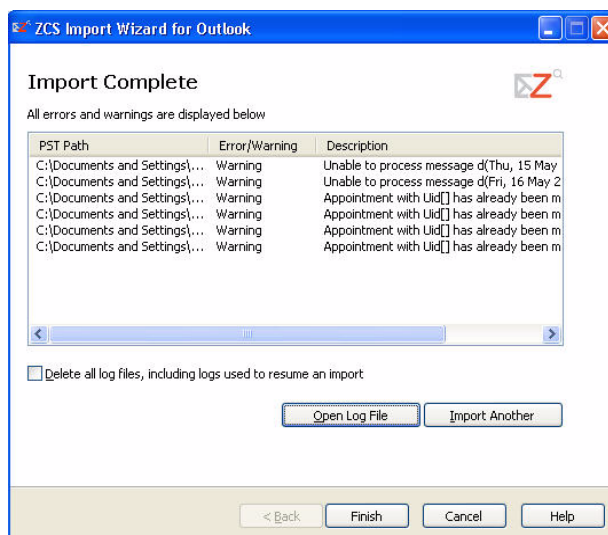 ZCS Import Wizard for Outlook
Import Complete
Z
All errors and warnings are displayed below
PST Path Error/Warning Description
C:\Documents and Settings\... Warning Unable to process message d(Thu, 15 May
C:\Documents and Settings\... Warning Unable to process message d(Fri, 16 May 2
C:\Documents and Settings\... Warning Appointment with Uid[] has already been m
C:\Documents and Settings\... Warning Appointment with Uid[] has already been m
C:\Documents and Settings\... Warning Appointment with Uid[] has already been m
C:\Documents and Settings\... Warning Appointment with Uid[] has already been m
Delete all log files, including logs used to resume an import
Open Log File Import Another
< Back Finish Cancel Help